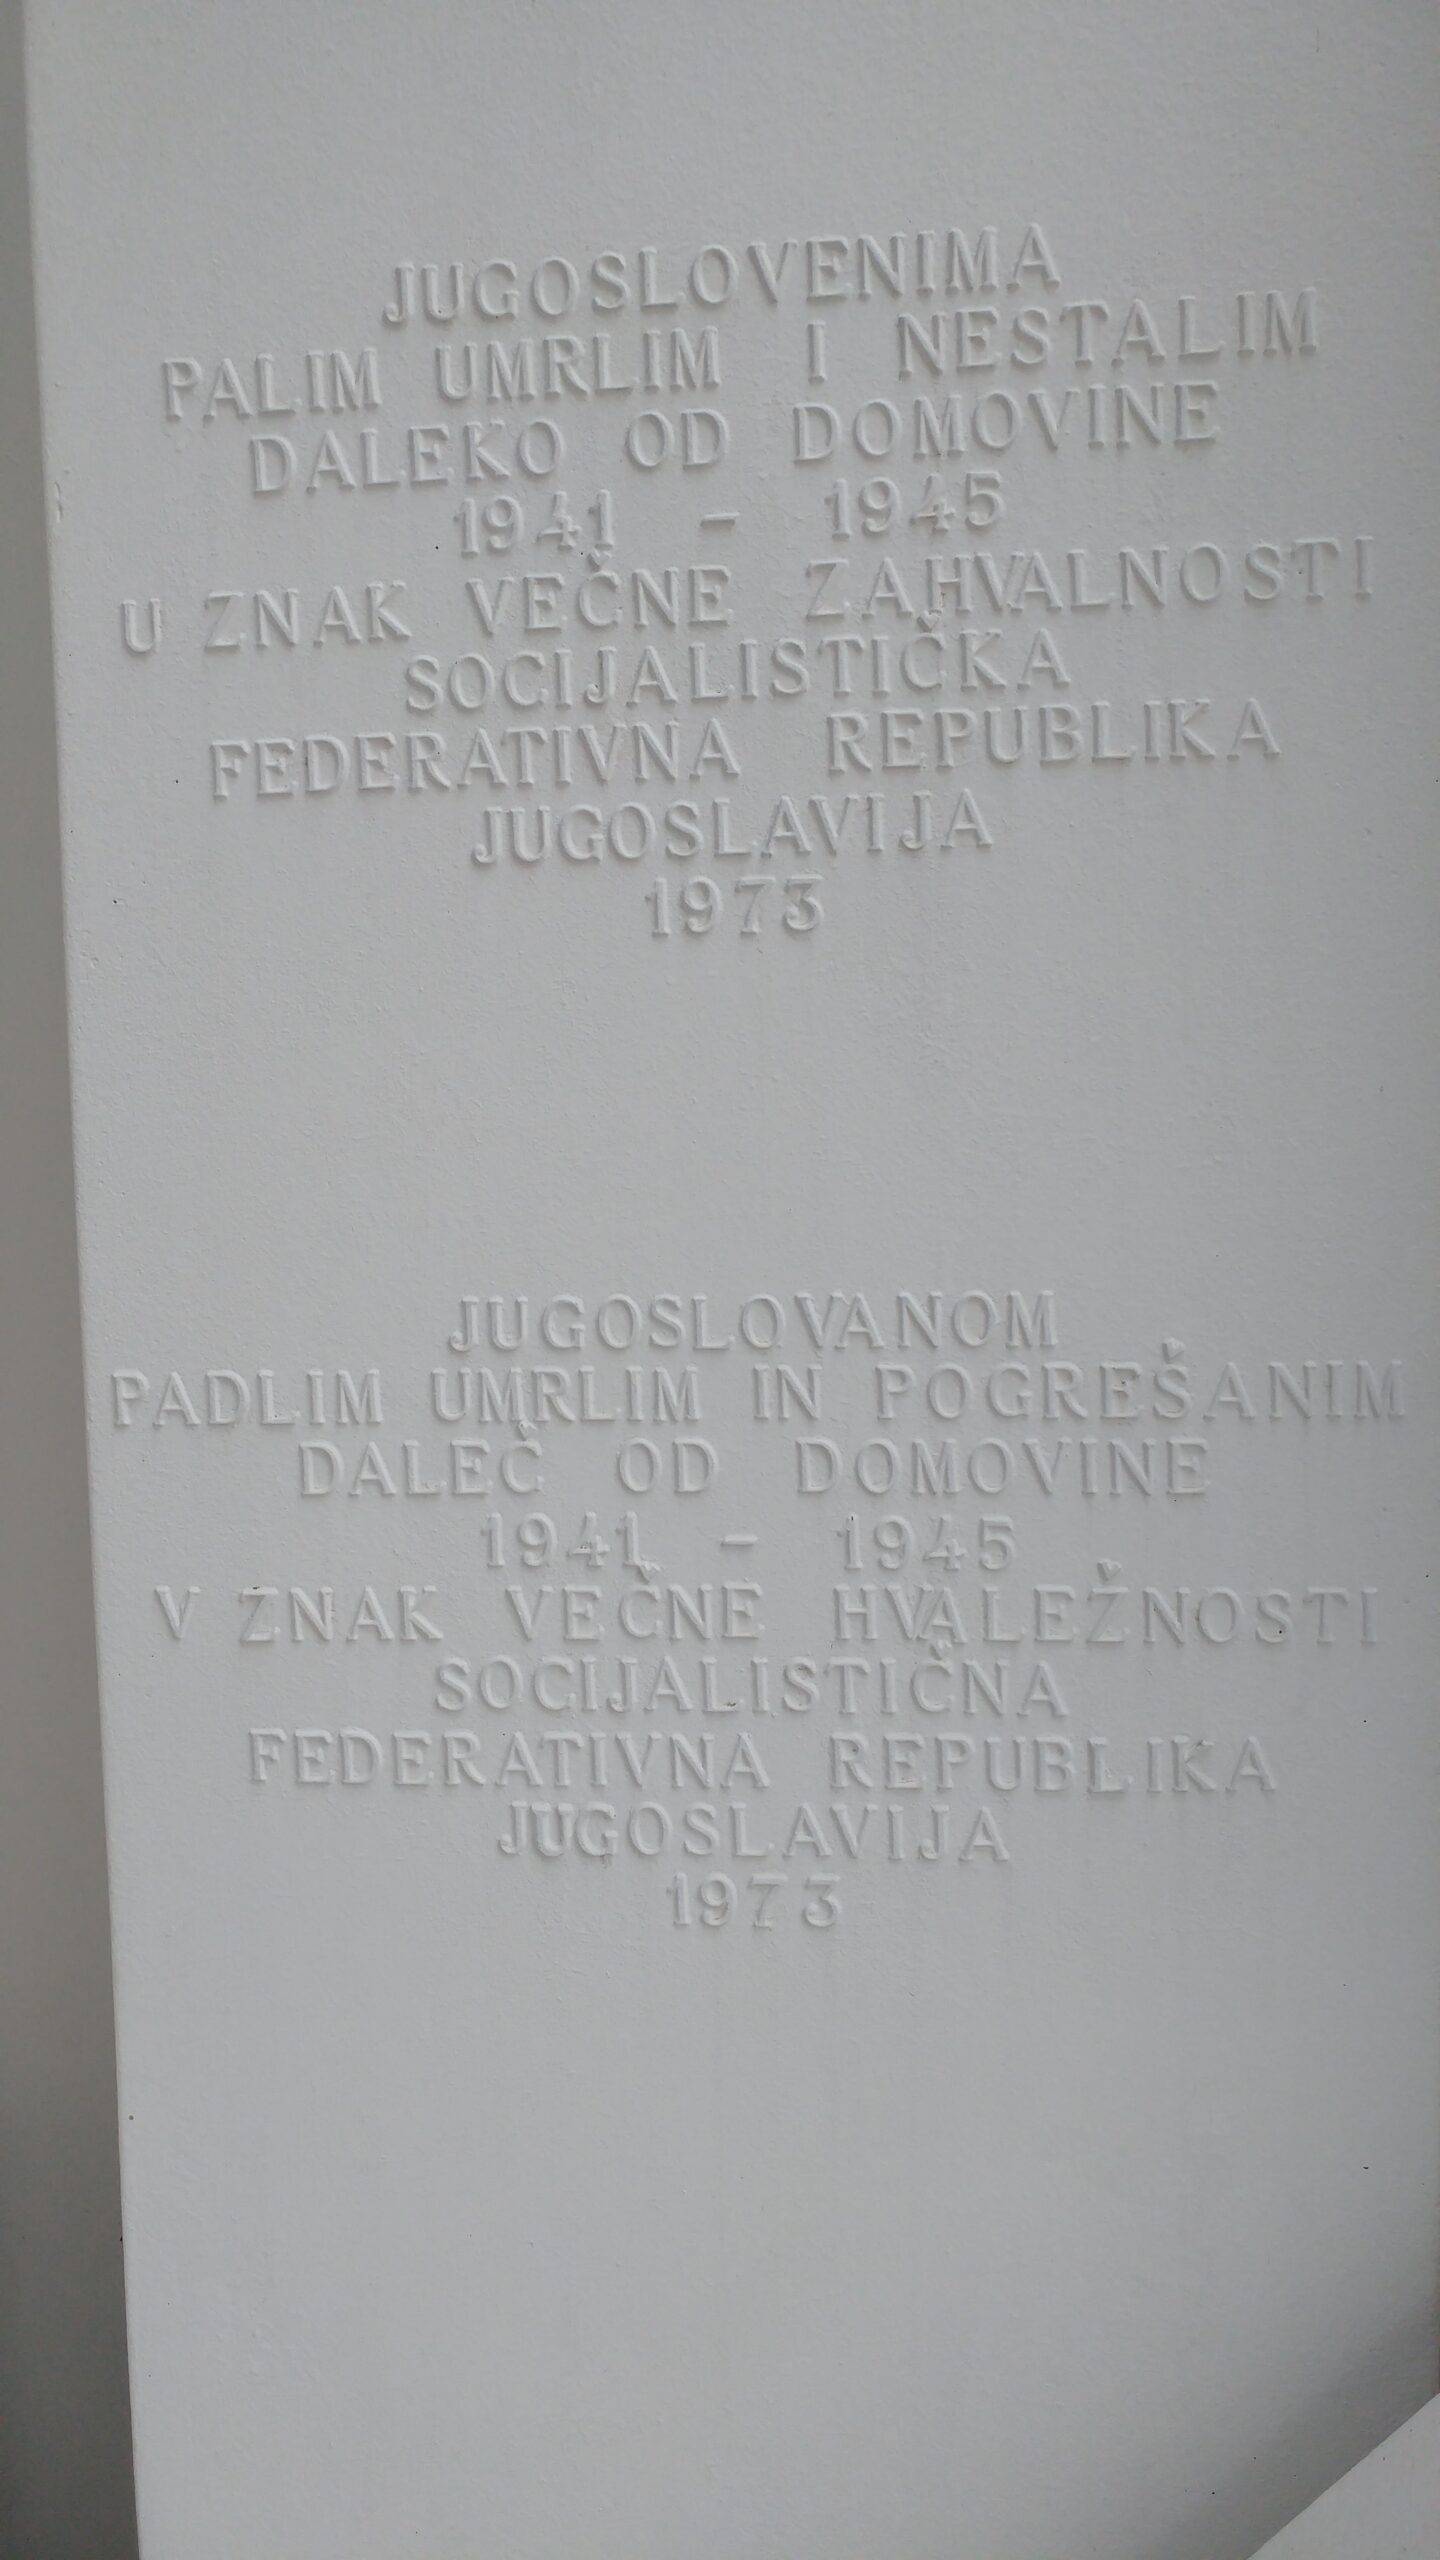 JUGOSLOVENIMA
PALIM UMRLIM I NESTALIM
DALEKO OD DOMOVINE
1941 - 1945
U ZNAK VEČNE ZAHVALNOSTI
SOCIJALISTIČKA
FEDERATIVNA REPUBLIKA
JUGOSLAVIJA
1973
JUGOSLOVANOM
PADLIM UMRLIM IN POGREŠANIM
DALEČ OD DOMOVINE
1941 - 1945
V ZNAK VEČNE HVALEŽNOSTI
SOCIJALISTIČNA
FEDERATIVNA REPUBLIKA
JUGOSLAVIJA
1973